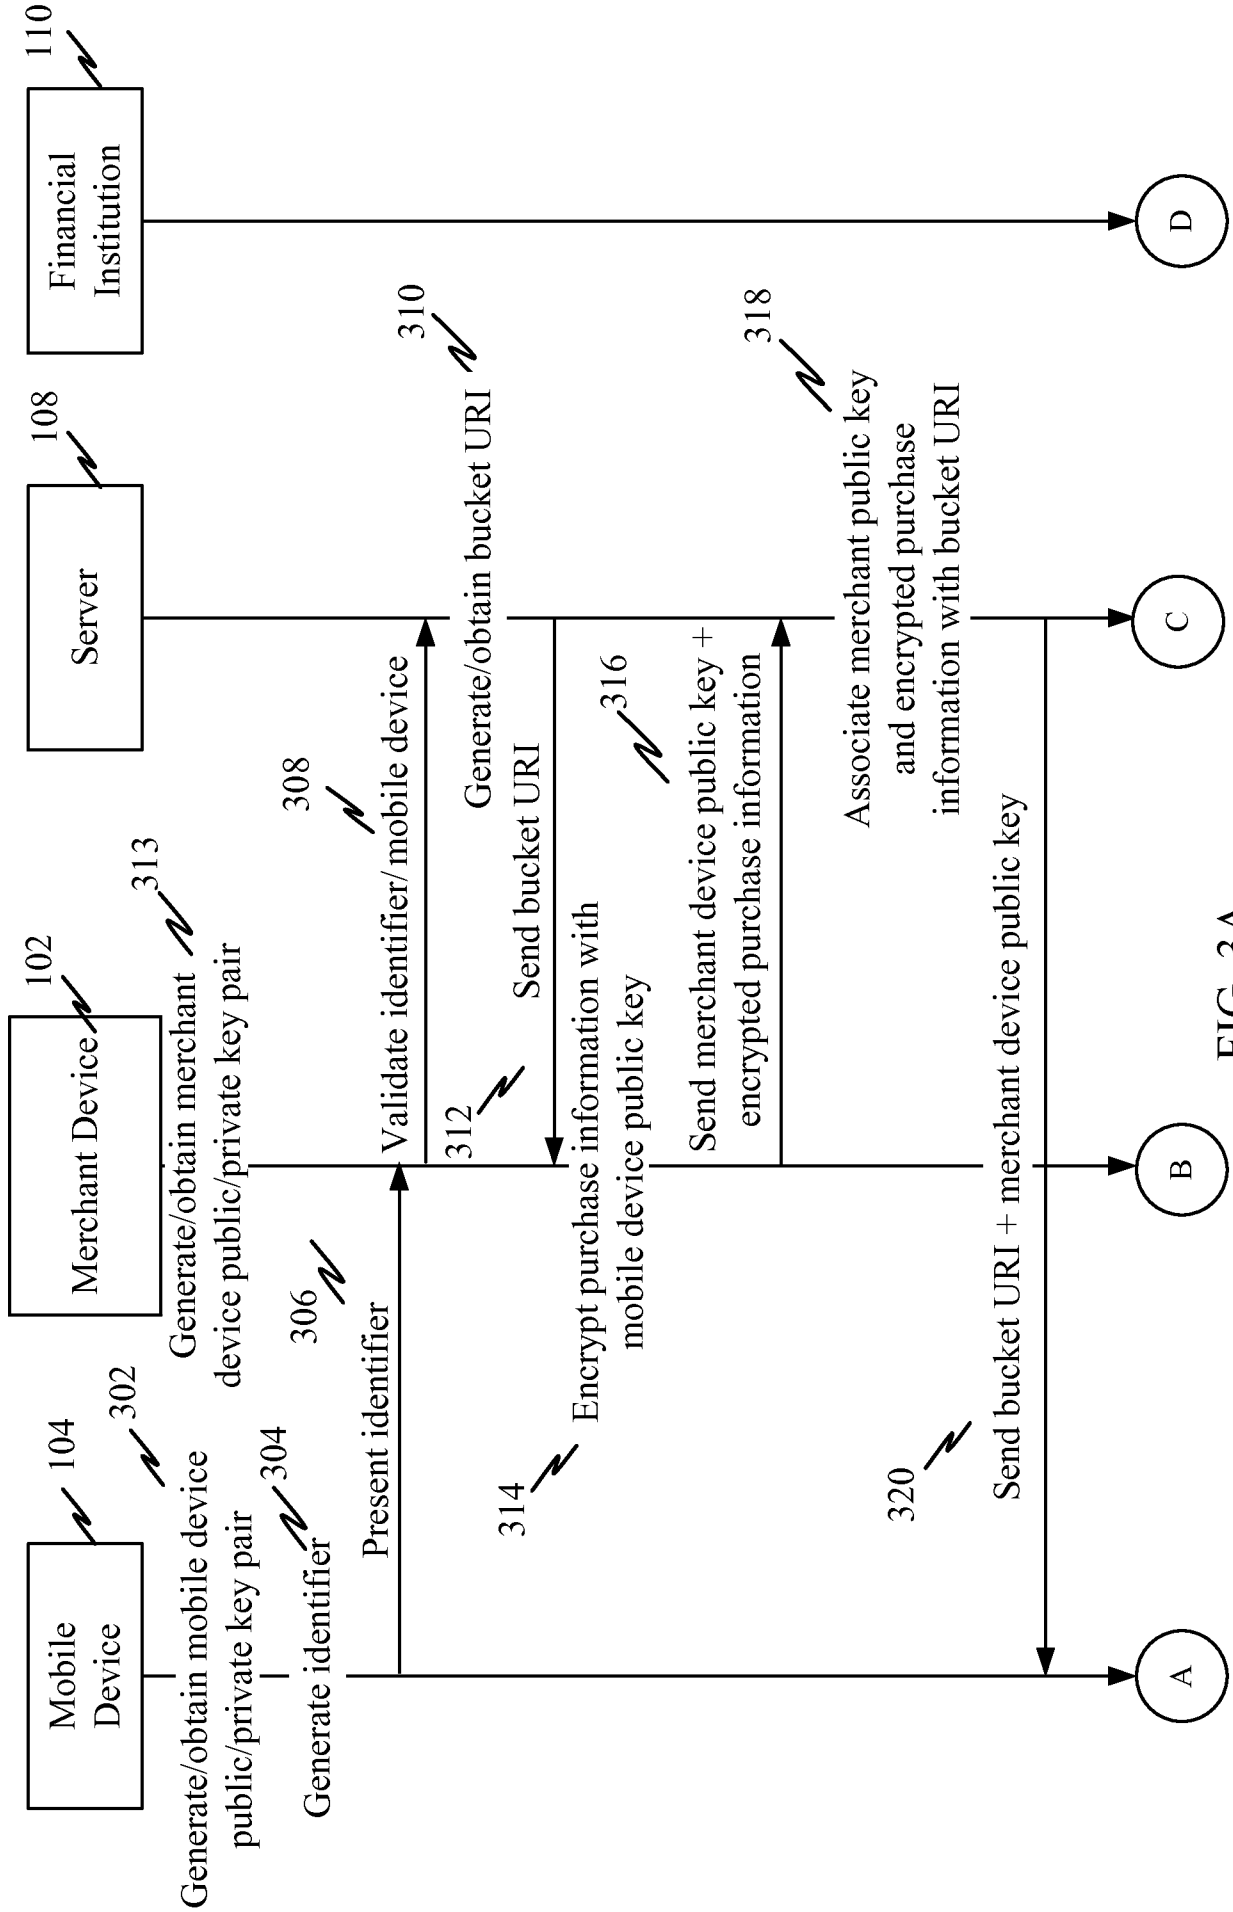 Mobile
Device
104
Merchant Device
102
Server
108
Financial
Institution
110
302
Generate/obtain mobile device
public/private key pair
313
Generate/obtain merchant
device public/private key pair
304
Generate identifier
306
Present identifier
308
Validate identifier/mobile device
310
Generate/obtain bucket URI
312
Send bucket URI
314
Encrypt purchase information with
mobile device public key
316
Send merchant device public key +
encrypted purchase information
318
Associate merchant public key
and encrypted purchase
information with bucket URI
320
Send bucket URI + merchant device public key
A
B
C
D
FIG. 3A